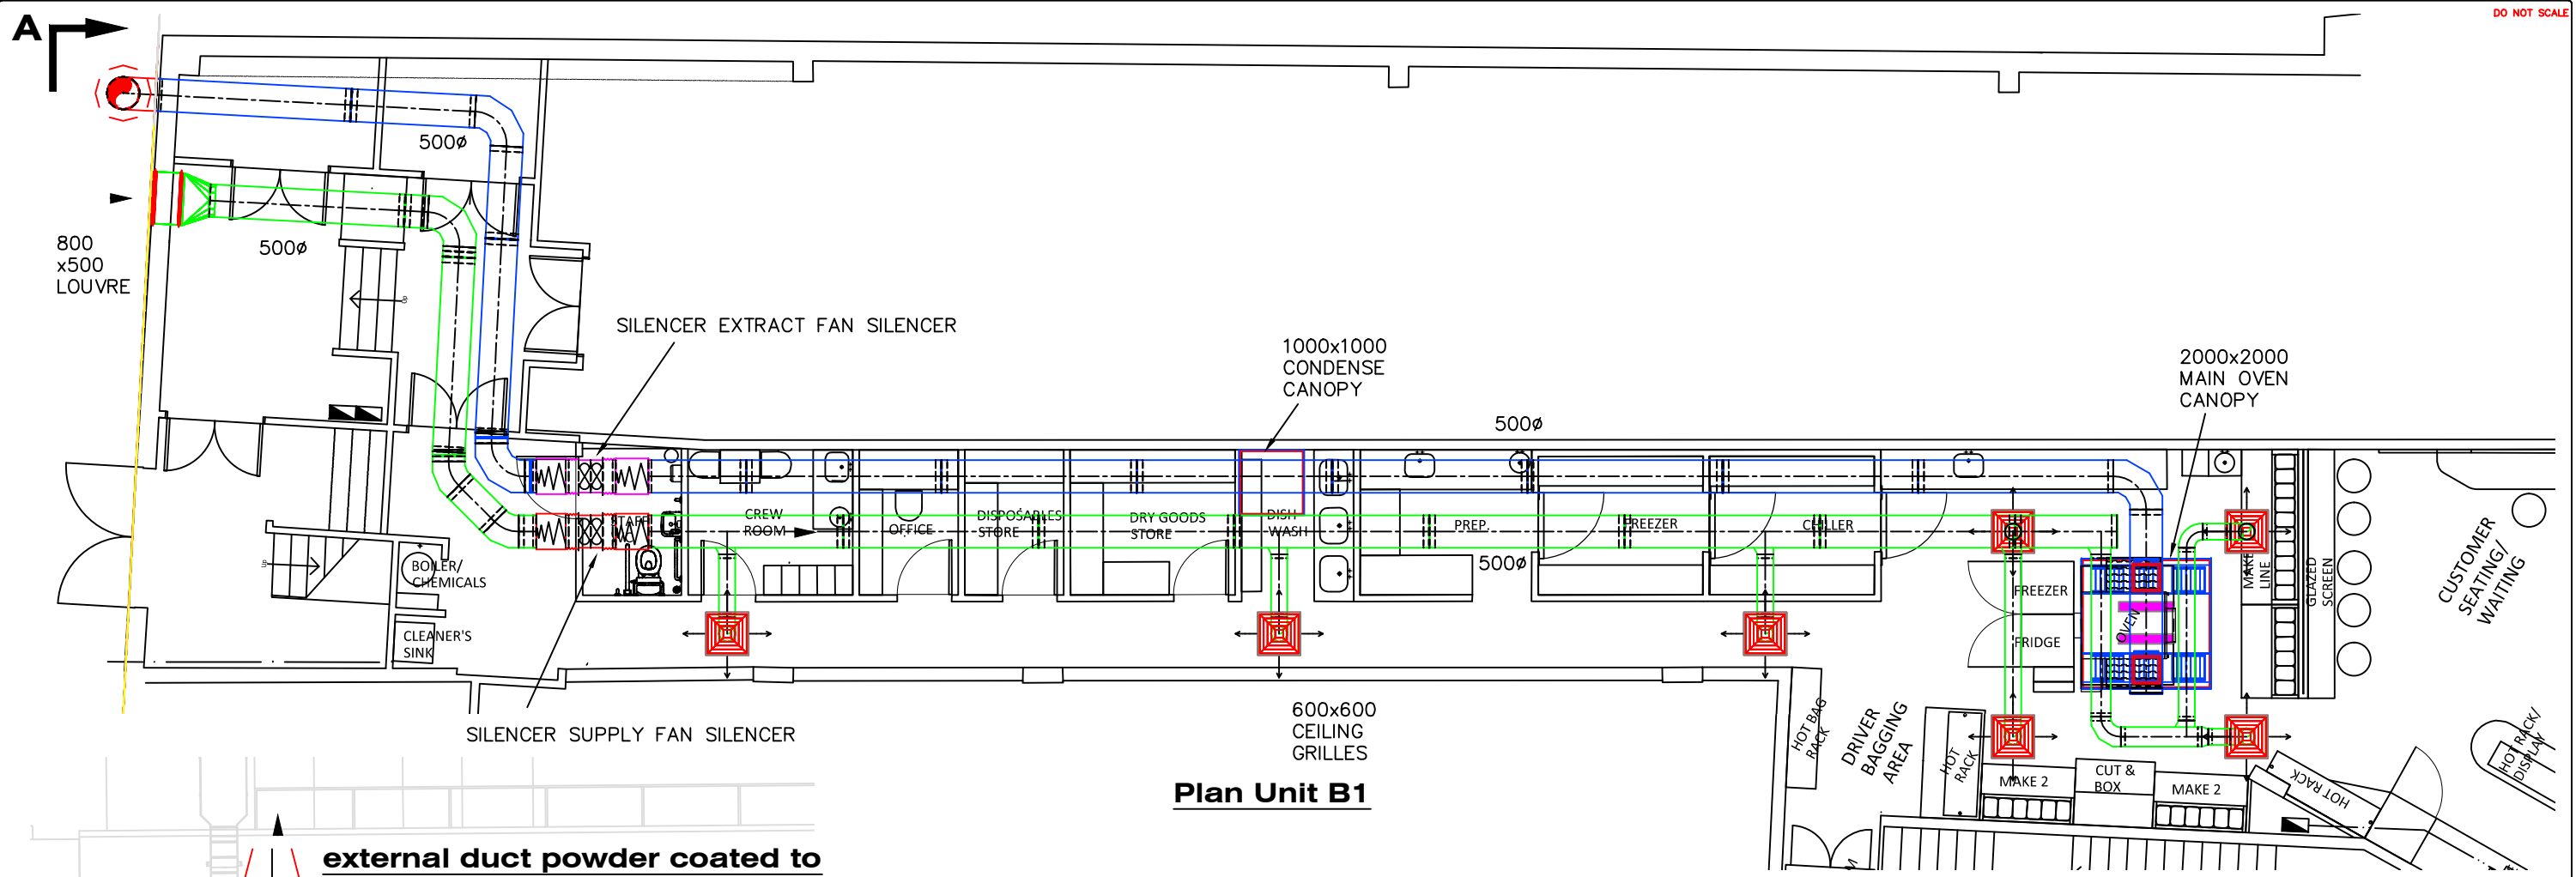 A
DO NOT SCALE
500ø
500ø
800
x500
LOUVRE
SILENCER EXTRACT FAN SILENCER
1000x1000
CONDENSE
CANOPY
2000x2000
MAIN OVEN
CANOPY
500ø
CREW
ROOM
OFFICE
DISPOSABLES
STORE
DRY GOODS
STORE
DISH
WASH
PREP.
FREEZER
CHILLER
500ø
BOILER/
CHEMICALS
CLEANER'S
SINK
FREEZER
FRIDGE
OVEN
MAKE
LINE
GLAZED
SCREEN
CUSTOMER
SEATING/
WAITING
SILENCER SUPPLY FAN SILENCER
600x600
CEILING
GRILLES
HOT BAG
RACK
DRIVER
BAGGING
AREA
HOT
RACK
MAKE 2
CUT &
BOX
MAKE 2
HOT RACK
HOT RACK/
DISPLAY
Plan Unit B1
external duct powder coated to